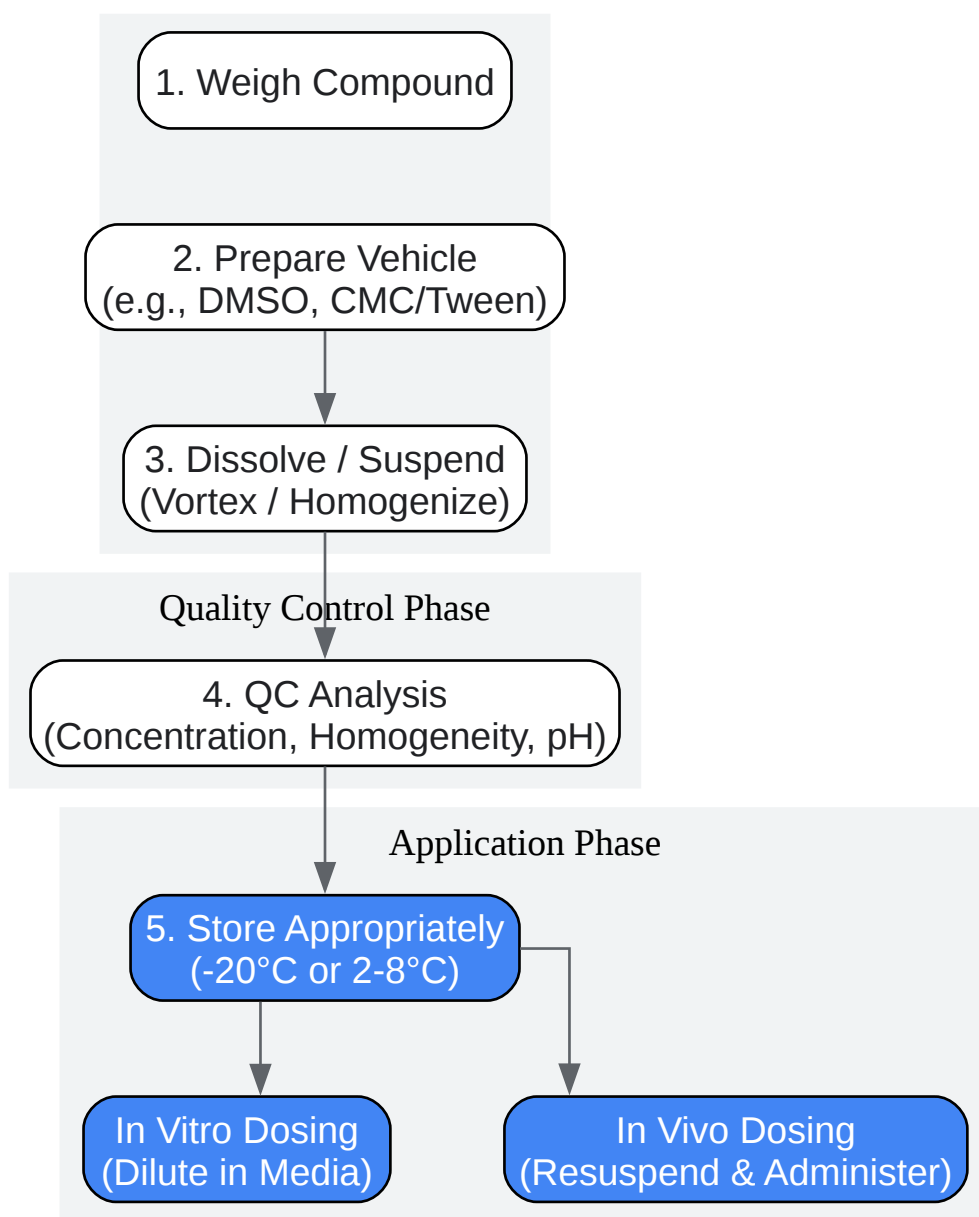 1. Weigh Compound
2. Prepare Vehicle
(e.g., DMSO, CMC/Tween)
3. Dissolve / Suspend
(Vortex / Homogenize)
Quality Control Phase
4. QC Analysis
(Concentration, Homogeneity, pH)
Application Phase
5. Store Appropriately
(-20°C or 2-8°C)
In Vitro Dosing
(Dilute in Media)
In Vivo Dosing
(Resuspend & Administer)